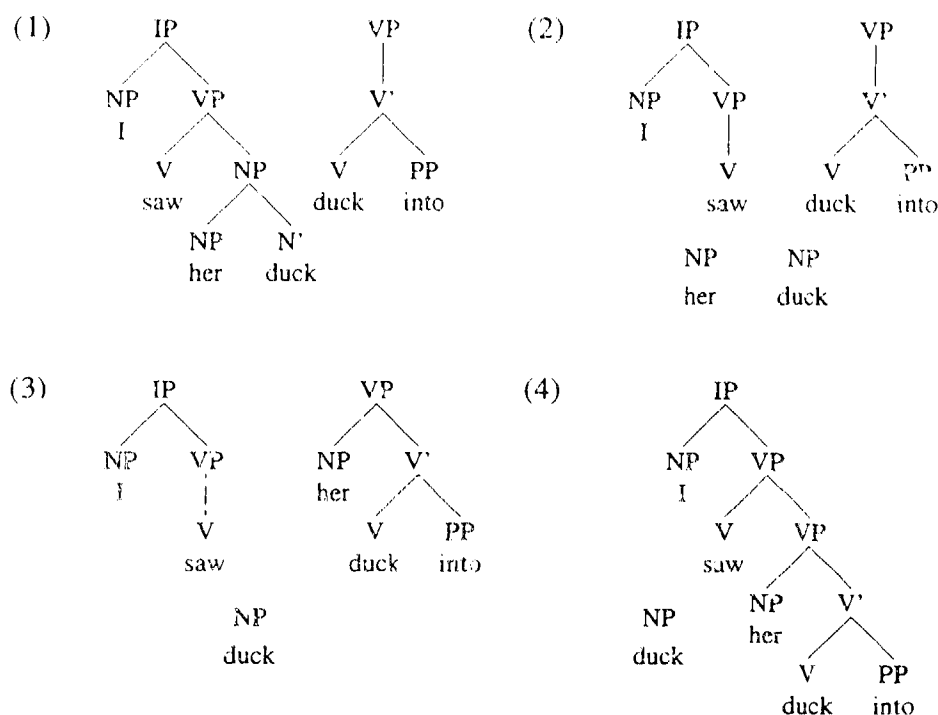 (1) IP VP (2) IP VP
NP VP V' NP VP V'
I
V NP V PP V V PP
saw duck into saw duck into
NP N' NP NP
her duck her duck
(3) IP VP (4) IP
NP VP NP V' NP VP
I her I
V V PP V VP
saw duck into saw
NP NP NP V'
duck duck her
V PP
duck into